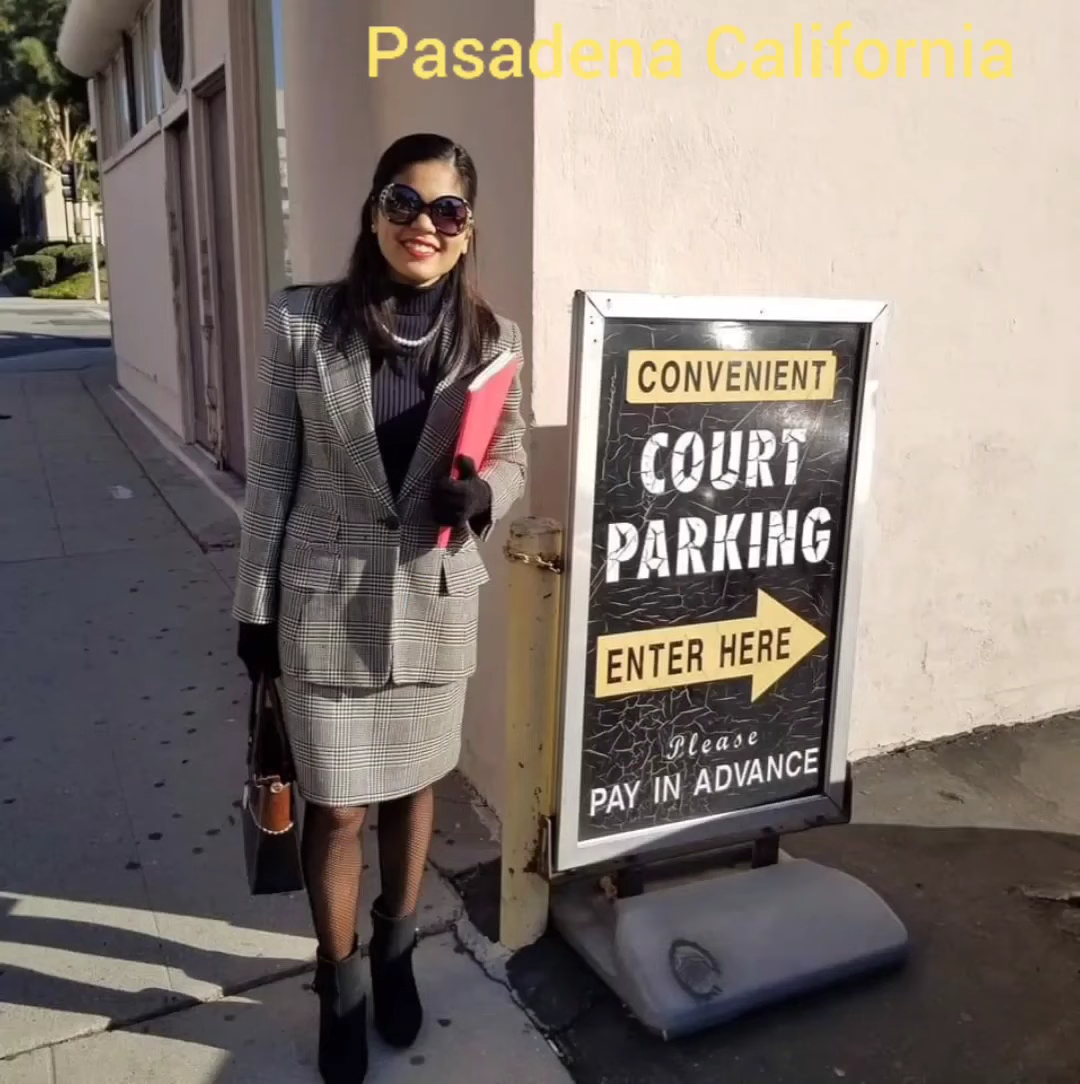 Pasadena California
CONVENIENT
COURT
PARKING
ENTER HERE
Please
PAY IN ADVANCE